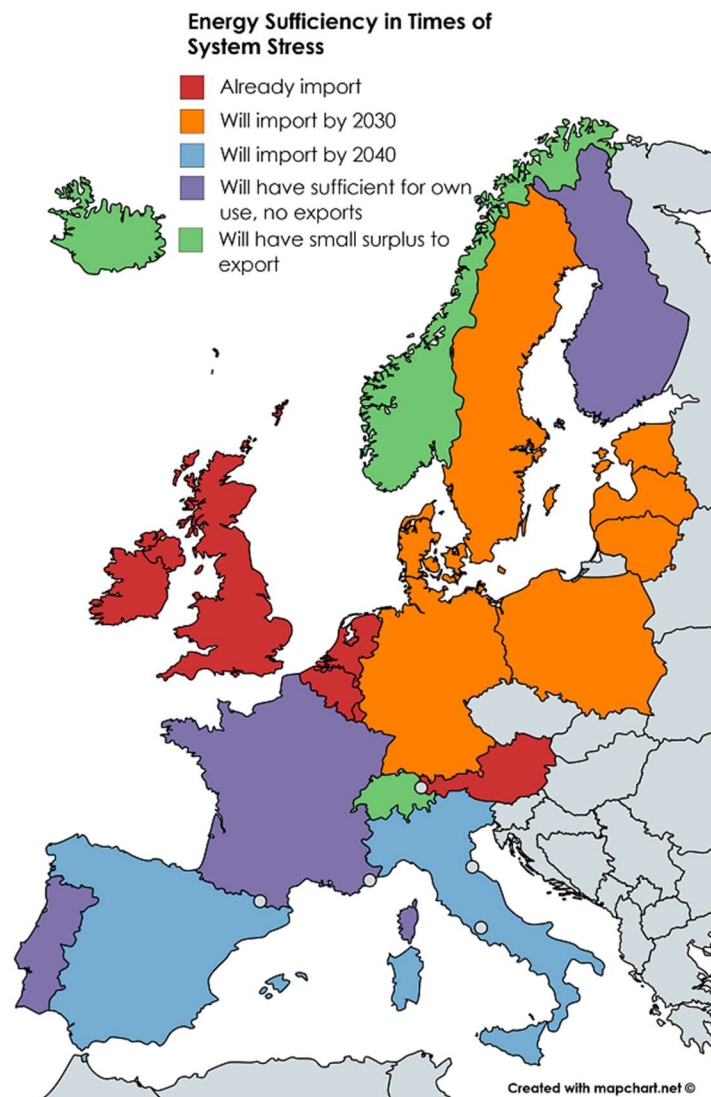 Energy Sufficiency in Times of
System Stress
Already import
Will import by 2030
Will import by 2040
Will have sufficient for own
use, no exports
Will have small surplus to
export
Created with mapchart.net ©